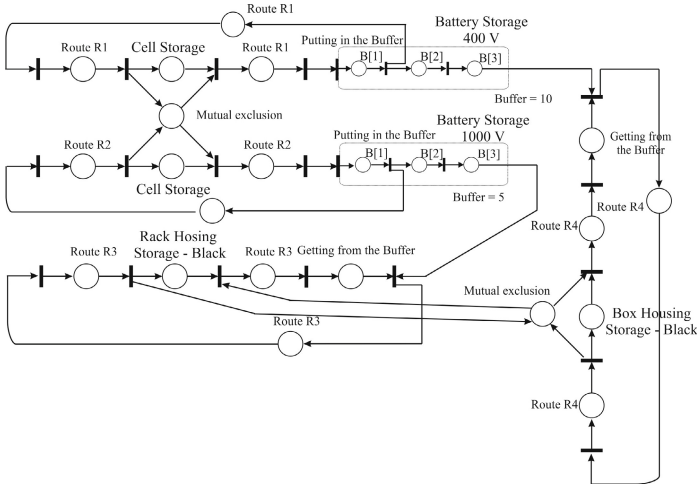 Route R1
Battery Storage
400 V
Route R1
Cell Storage
Route R1
Putting in the Buffer
B[1]
B[2]
B[3]
Buffer = 10
Mutual exclusion
Battery Storage
1000 V
Route R2
Route R2
Putting in the Buffer
B[1]
B[2]
B[3]
Cell Storage
Buffer = 5
Getting from
the Buffer
Route R4
Route R4
Rack Hosing
Storage - Black
Route R3
Route R3
Getting from the Buffer
Mutual exclusion
Box Housing
Storage - Black
Route R3
Route R4